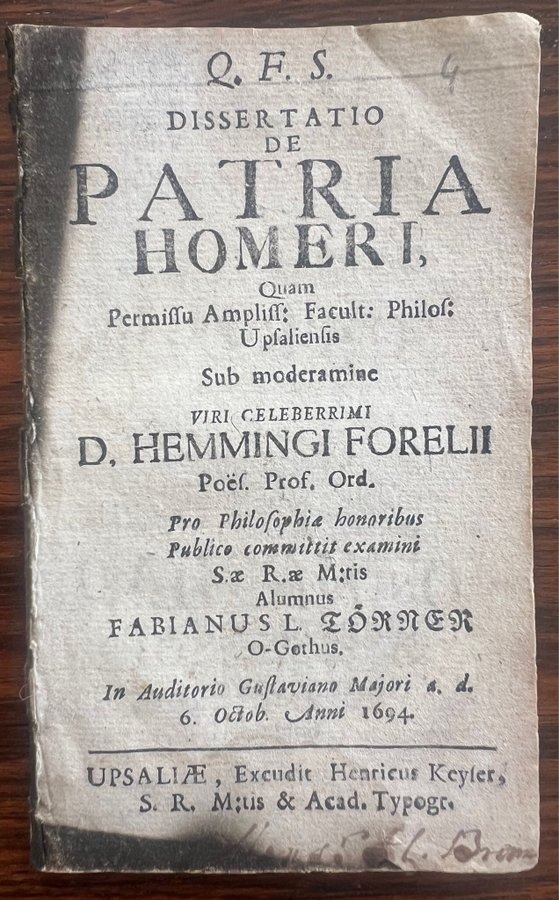 Q. F. S.
4
DISSERTATIO
DE
PATRIA
HOMERI,
Quam
Permiſſu Ampliſſ: Facult: Philoſ:
Upſalienſis
Sub moderamine
VIRI CELEBERRIMI
D. HEMMINGI FORELII
Poëſ. Prof. Ord.
Pro Philoſophiæ honoribus
Publico committit examini
S.æ R.æ M:tis
Alumnus
FABIANUS L. TÖRNER
O-Gothus.
In Auditorio Guſtaviano Majori a. d.
6. Octob. Anni 1694.
UPSALIÆ, Excudit Henricus Keyſer,
S. R. M:tis & Acad. Typogr.